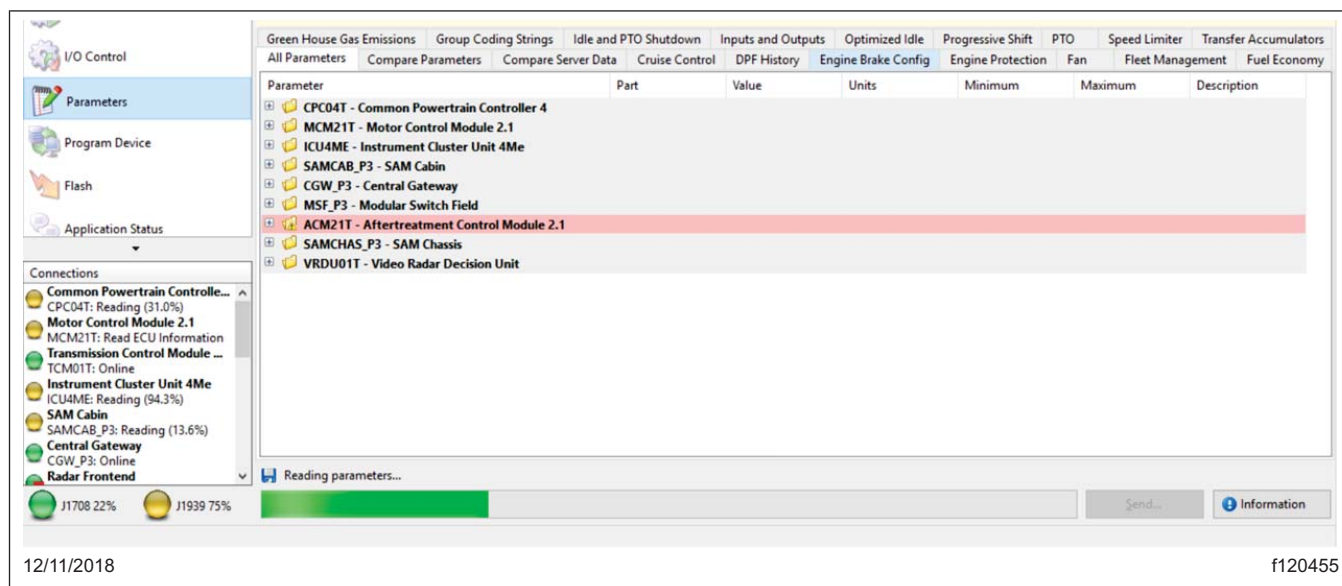 I/O Control
Parameters
Program Device
Flash
Application Status
Connections
Common Powertrain Controlle...
CPC04T: Reading (31.0%)
Motor Control Module 2.1
MCM21T: Read ECU Information
Transmission Control Module ...
TCM01T: Online
Instrument Cluster Unit 4Me
ICU4ME: Reading (94.3%)
SAM Cabin
SAMCAB_P3: Reading (13.6%)
Central Gateway
CGW_P3: Online
Radar Frontend
J1708 22% J1939 75%
Green House Gas Emissions Group Coding Strings Idle and PTO Shutdown Inputs and Outputs Optimized Idle Progressive Shift PTO Speed Limiter Transfer Accumulators
All Parameters Compare Parameters Compare Server Data Cruise Control DPF History Engine Brake Config Engine Protection Fan Fleet Management Fuel Economy
Parameter Part Value Units Minimum Maximum Description
CPC04T - Common Powertrain Controller 4
MCM21T - Motor Control Module 2.1
ICU4ME - Instrument Cluster Unit 4Me
SAMCAB_P3 - SAM Cabin
CGW_P3 - Central Gateway
MSF_P3 - Modular Switch Field
ACM21T - Aftertreatment Control Module 2.1
SAMCHAS_P3 - SAM Chassis
VRDU01T - Video Radar Decision Unit
Reading parameters...
Send... Information
12/11/2018 f120455